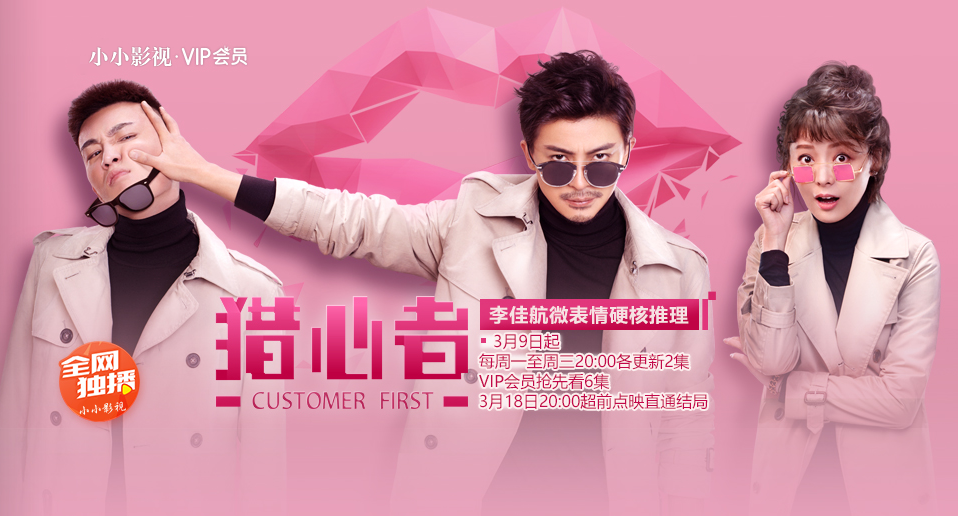 小小影视·VIP会员
猎心者
CUSTOMER FIRST
李佳航微表情硬核推理
3月9日起
每周一至周三20:00各更新2集
VIP会员抢先看6集
3月18日20:00超前点映直通结局
全网
独播
小小影视